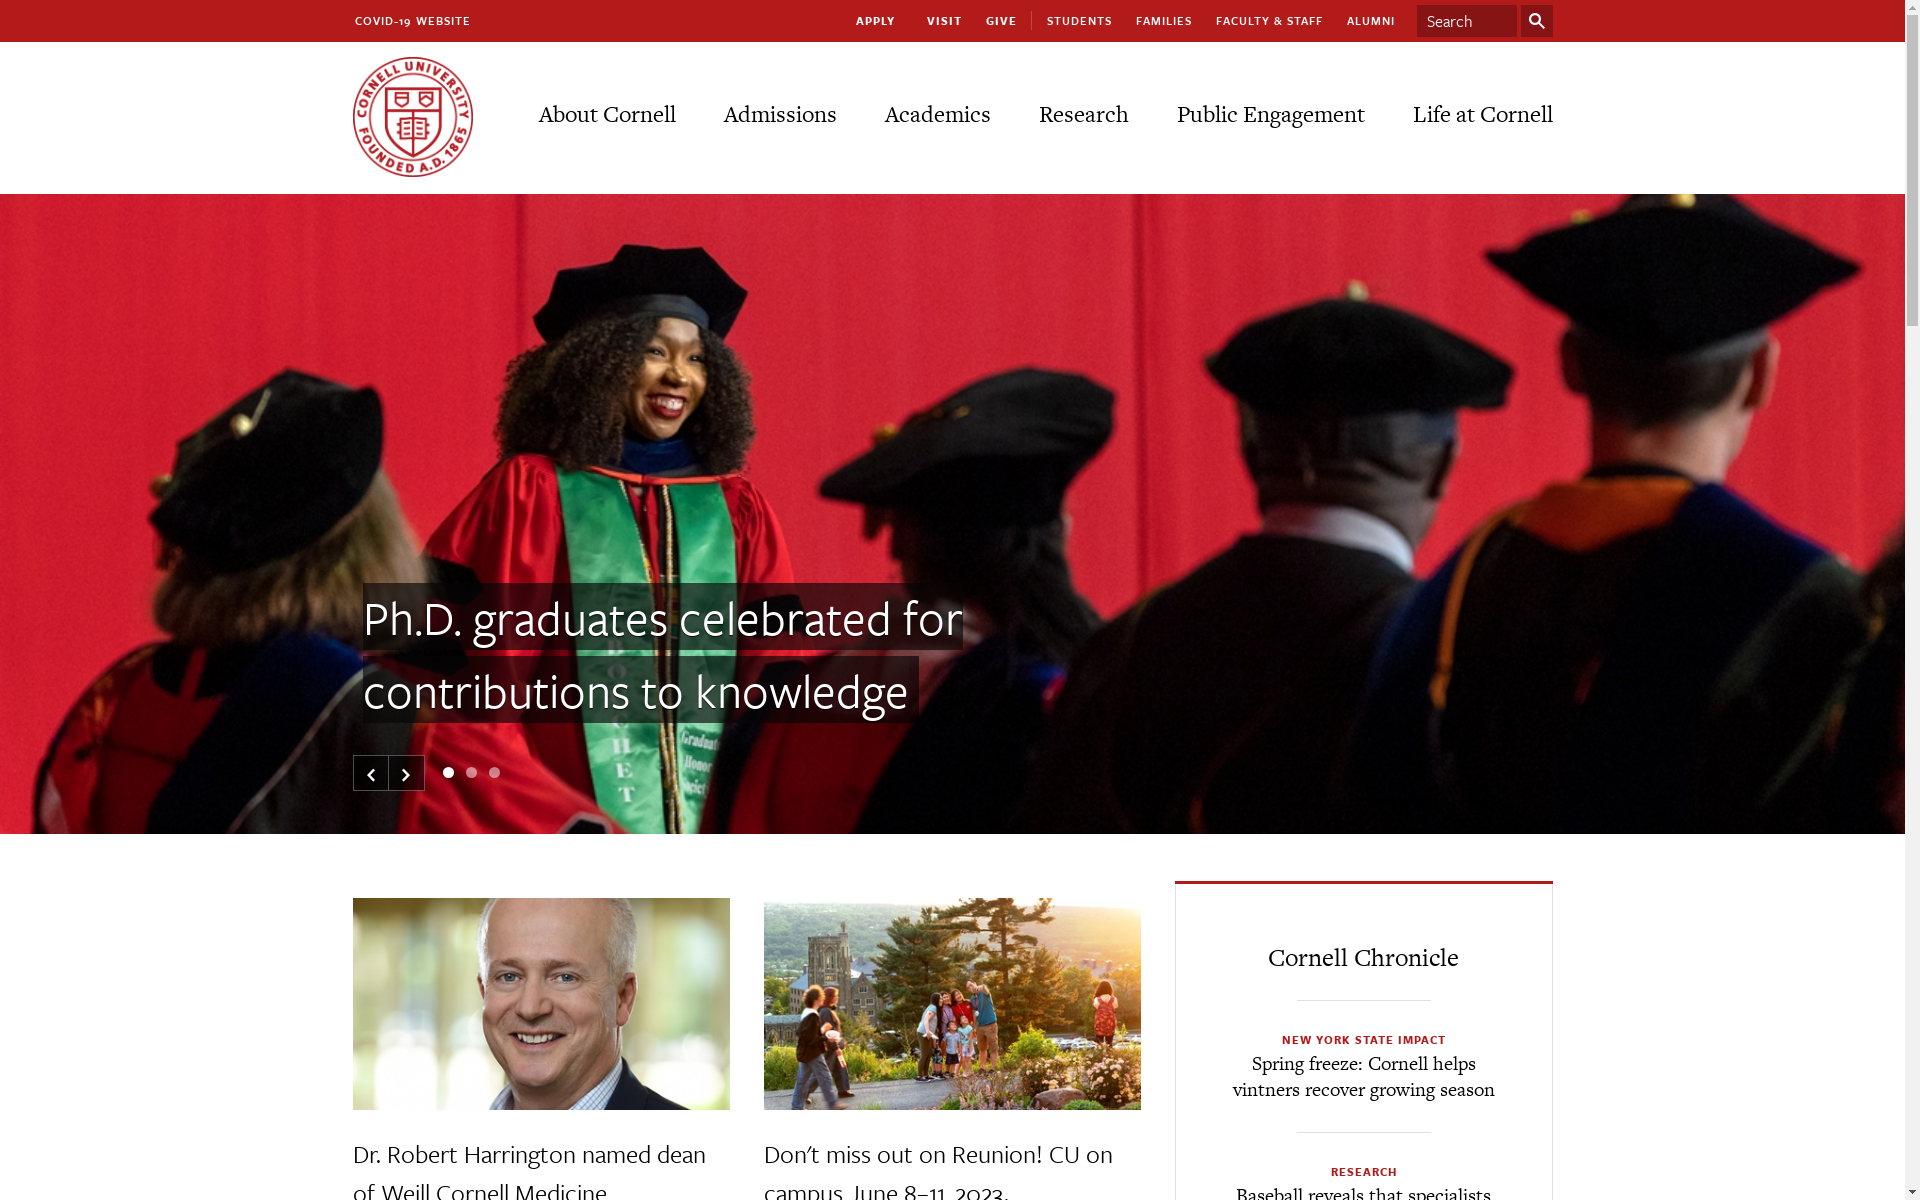 COVID-19 WEBSITE
APPLY VISIT GIVE STUDENTS FAMILIES FACULTY & STAFF ALUMNI Search
CORNELL UNIVERSITY
FOUNDED A.D. 1865
About Cornell Admissions Academics Research Public Engagement Life at Cornell
Ph.D. graduates celebrated for
contributions to knowledge
Dr. Robert Harrington named dean
of Weill Cornell Medicine
Don't miss out on Reunion! CU on
campus June 8–11, 2023.
Cornell Chronicle
NEW YORK STATE IMPACT
Spring freeze: Cornell helps
vintners recover growing season
RESEARCH
Baseball reveals that specialists